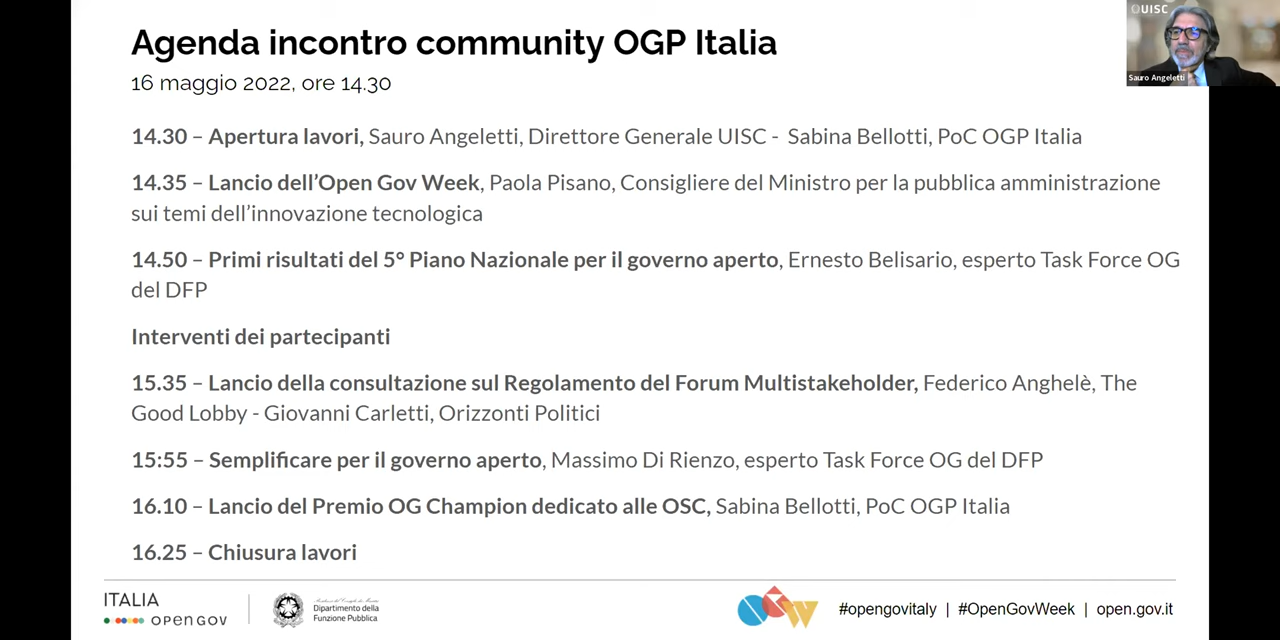 Agenda incontro community OGP Italia
16 maggio 2022, ore 14.30
UISC
Sauro Angeletti
14.30 – Apertura lavori, Sauro Angeletti, Direttore Generale UISC - Sabina Bellotti, PoC OGP Italia
14.35 – Lancio dell’Open Gov Week, Paola Pisano, Consigliere del Ministro per la pubblica amministrazione
sui temi dell’innovazione tecnologica
14.50 – Primi risultati del 5° Piano Nazionale per il governo aperto, Ernesto Belisario, esperto Task Force OG
del DFP
Interventi dei partecipanti
15.35 – Lancio della consultazione sul Regolamento del Forum Multistakeholder, Federico Anghelè, The
Good Lobby - Giovanni Carletti, Orizzonti Politici
15:55 – Semplificare per il governo aperto, Massimo Di Rienzo, esperto Task Force OG del DFP
16.10 – Lancio del Premio OG Champion dedicato alle OSC, Sabina Bellotti, PoC OGP Italia
16.25 – Chiusura lavori
ITALIA
open gov
Dipartimento della
Funzione Pubblica
#opengovitaly | #OpenGovWeek | open.gov.it